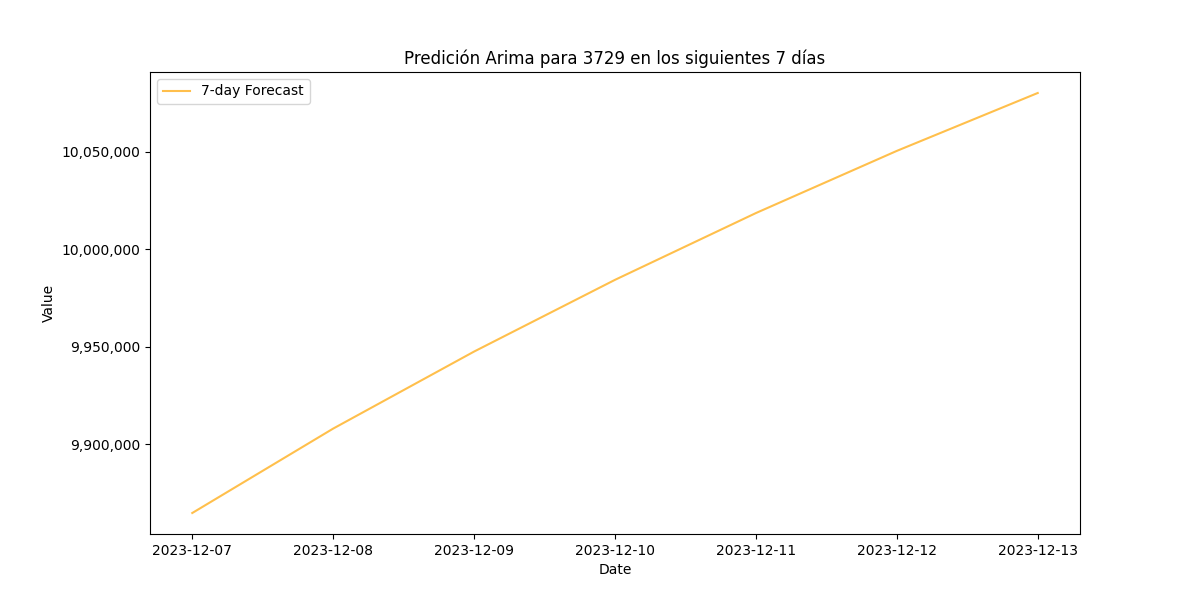 Predición Arima para 3729 en los siguientes 7 días
7-day Forecast
10,050,000
10,000,000
9,950,000
9,900,000
Value
2023-12-07 2023-12-08 2023-12-09 2023-12-10 2023-12-11 2023-12-12 2023-12-13
Date